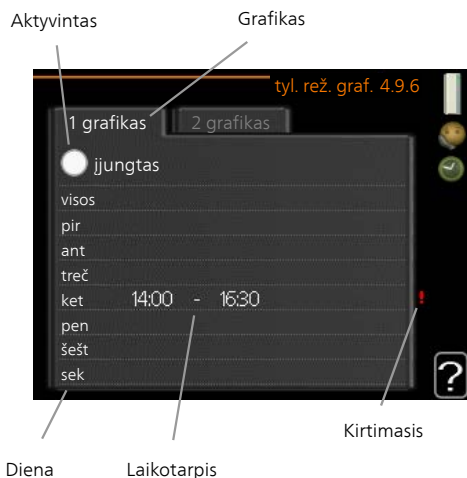 Aktyvintas
Grafikas
tyl. rež. graf. 4.9.6
1 grafikas
2 grafikas
įjungtas
visos
pir
ant
treč
ket 14:00 - 16:30
pen
šešt
sek
!
?
Kirtimasis
Diena
Laikotarpis